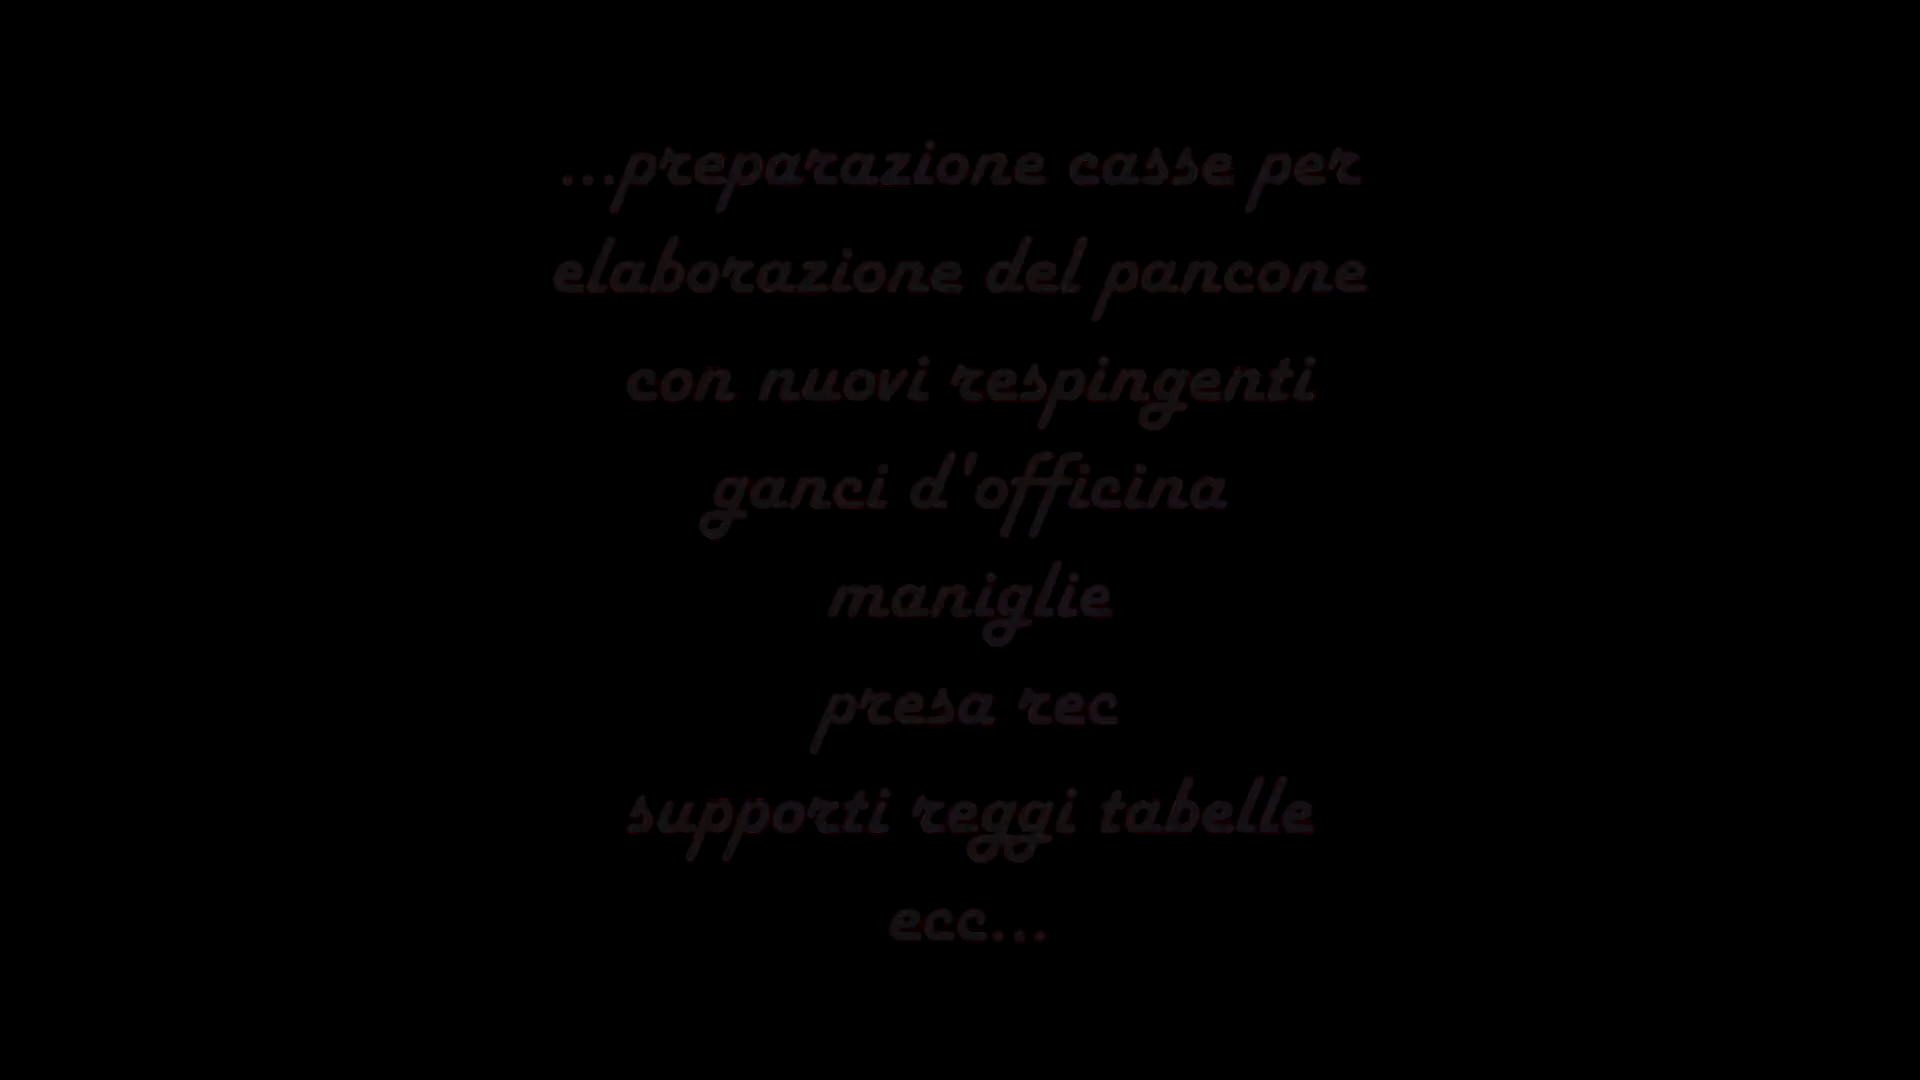 ...preparazione casse per
elaborazione del pancone
con nuovi respingenti
ganci d'officina
maniglie
presa rec
supporti reggi tabelle
ecc...